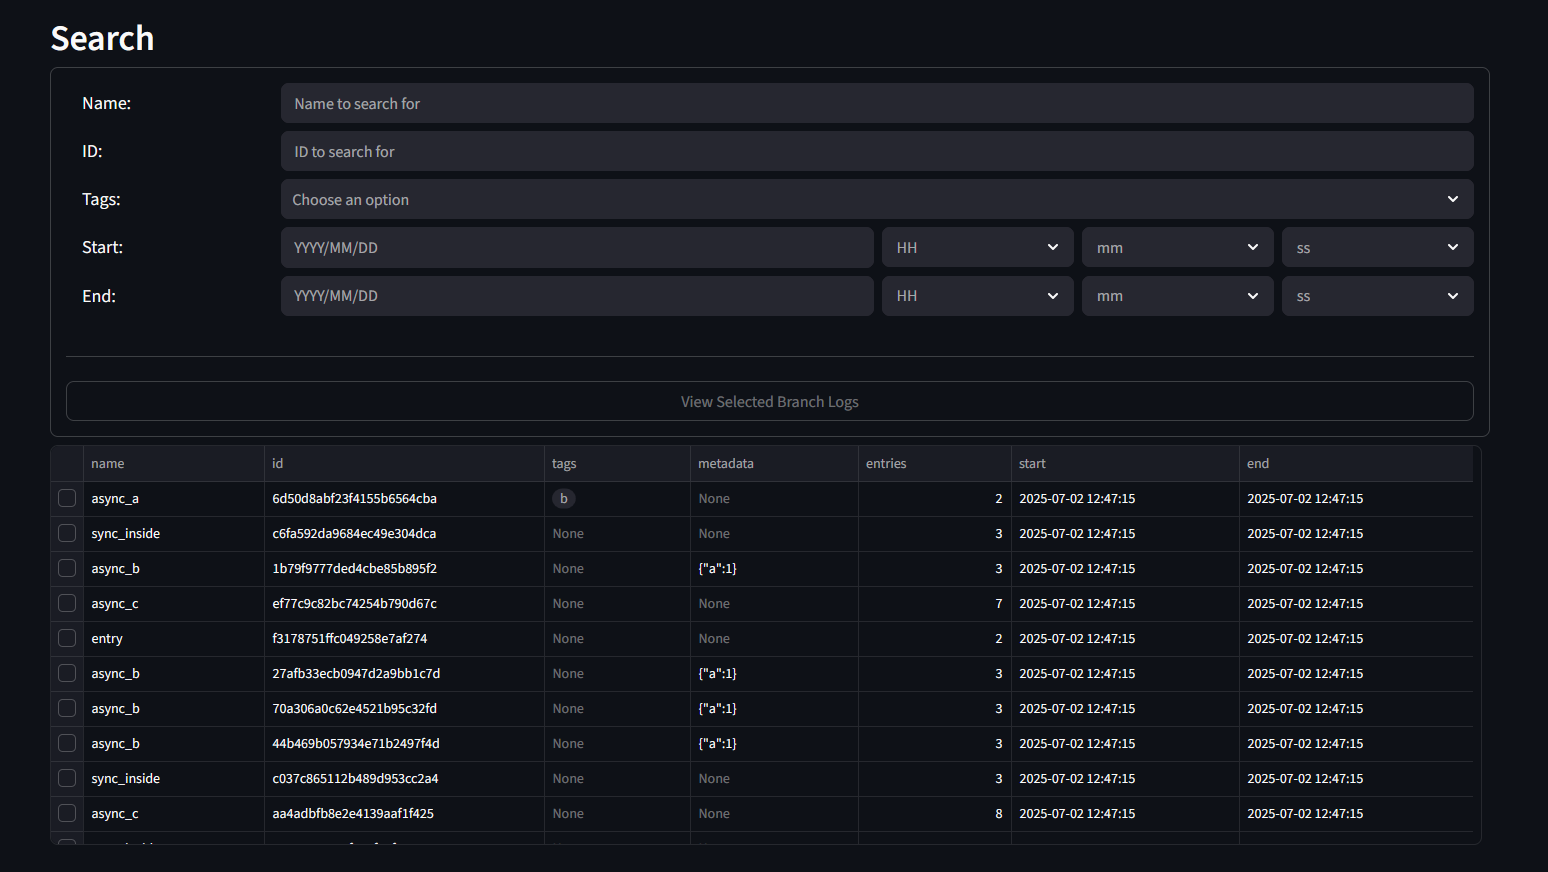 Search
Name: Name to search for
ID: ID to search for
Tags: Choose an option
Start: YYYY/MM/DD HH mm ss
End: YYYY/MM/DD HH mm ss
View Selected Branch Logs
name id tags metadata entries start end
async_a 6d50d8abf23f4155b6564cba b None 2 2025-07-02 12:47:15 2025-07-02 12:47:15
sync_inside c6fa592da9684ec49e304dca None None 3 2025-07-02 12:47:15 2025-07-02 12:47:15
async_b 1b79f9777ded4cbe85b895f2 None {"a":1} 3 2025-07-02 12:47:15 2025-07-02 12:47:15
async_c ef77c9c82bc74254b790d67c None None 7 2025-07-02 12:47:15 2025-07-02 12:47:15
entry f3178751ffc049258e7af274 None None 2 2025-07-02 12:47:15 2025-07-02 12:47:15
async_b 27afb33ecb0947d2a9bb1c7d None {"a":1} 3 2025-07-02 12:47:15 2025-07-02 12:47:15
async_b 70a306a0c62e4521b95c32fd None {"a":1} 3 2025-07-02 12:47:15 2025-07-02 12:47:15
async_b 44b469b057934e71b2497f4d None {"a":1} 3 2025-07-02 12:47:15 2025-07-02 12:47:15
sync_inside c037c865112b489d953cc2a4 None None 3 2025-07-02 12:47:15 2025-07-02 12:47:15
async_c aa4adbfb8e2e4139aaf1f425 None None 8 2025-07-02 12:47:15 2025-07-02 12:47:15